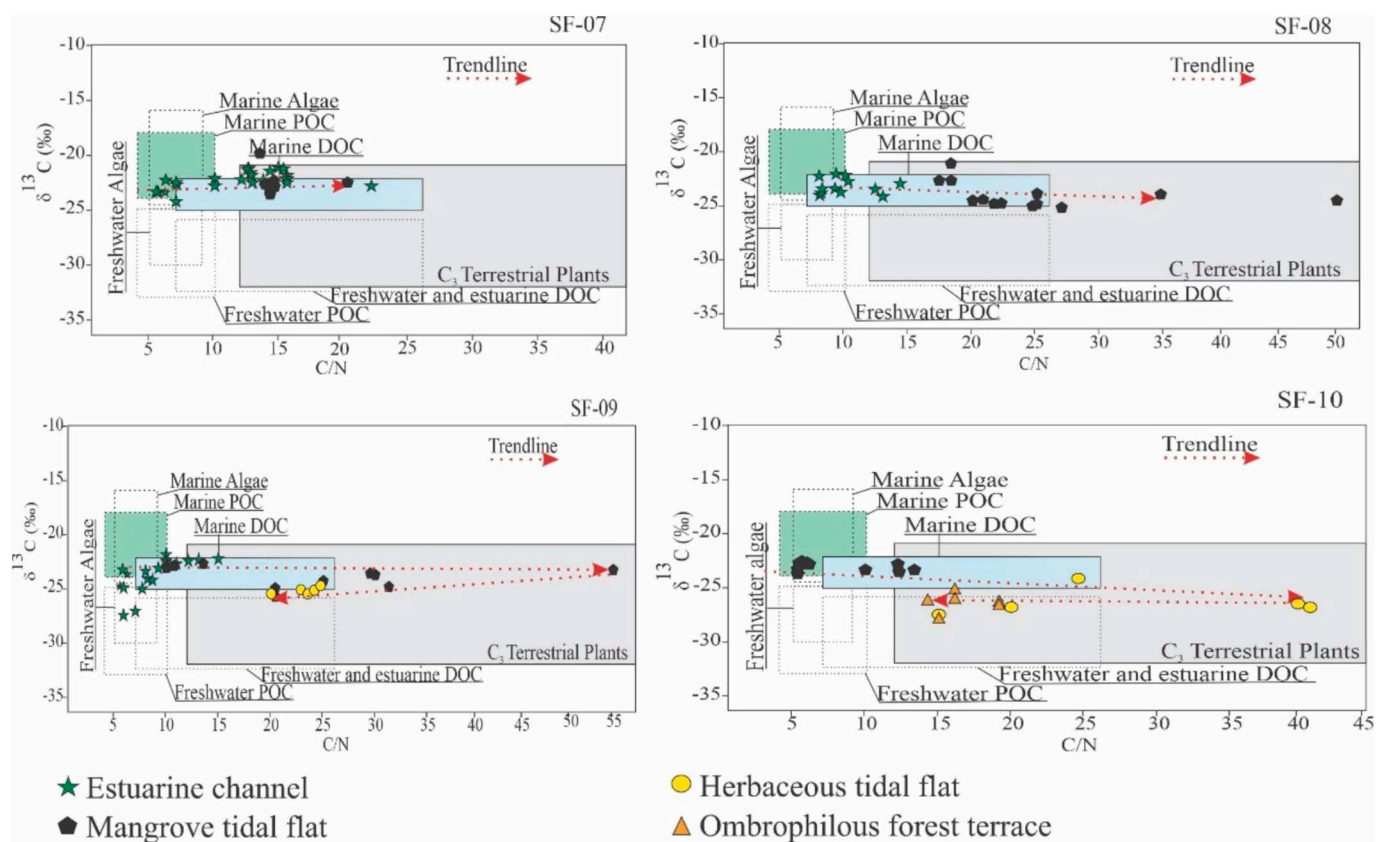 SF-07
-10
-15
-20
-25
-30
-35
δ¹³C (‰)
Trendline
Marine Algae
Marine POC
Marine DOC
Freshwater Algae
C₃ Terrestrial Plants
Freshwater and estuarine DOC
Freshwater POC
5 10 15 20 25 30 35 40
C/N
SF-08
-10
-15
-20
-25
-30
-35
δ¹³C (‰)
Trendline
Marine Algae
Marine POC
Marine DOC
Freshwater Algae
C₃ Terrestrial Plants
Freshwater and estuarine DOC
Freshwater POC
5 10 15 20 25 30 35 40 45 50
C/N
SF-09
-10
-15
-20
-25
-30
-35
δ¹³C (‰)
Trendline
Marine Algae
Marine POC
Marine DOC
Freshwater Algae
C₃ Terrestrial Plants
Freshwater and estuarine DOC
Freshwater POC
5 10 15 20 25 30 35 40 45 50 55
C/N
SF-10
-10
-15
-20
-25
-30
-35
δ¹³C (‰)
Trendline
Marine Algae
Marine POC
Marine DOC
Freshwater algae
C₃ Terrestrial Plants
Freshwater and estuarine DOC
Freshwater POC
5 10 15 20 25 30 35 40 45
C/N
Estuarine channel
Mangrove tidal flat
Herbaceous tidal flat
Ombrophilous forest terrace